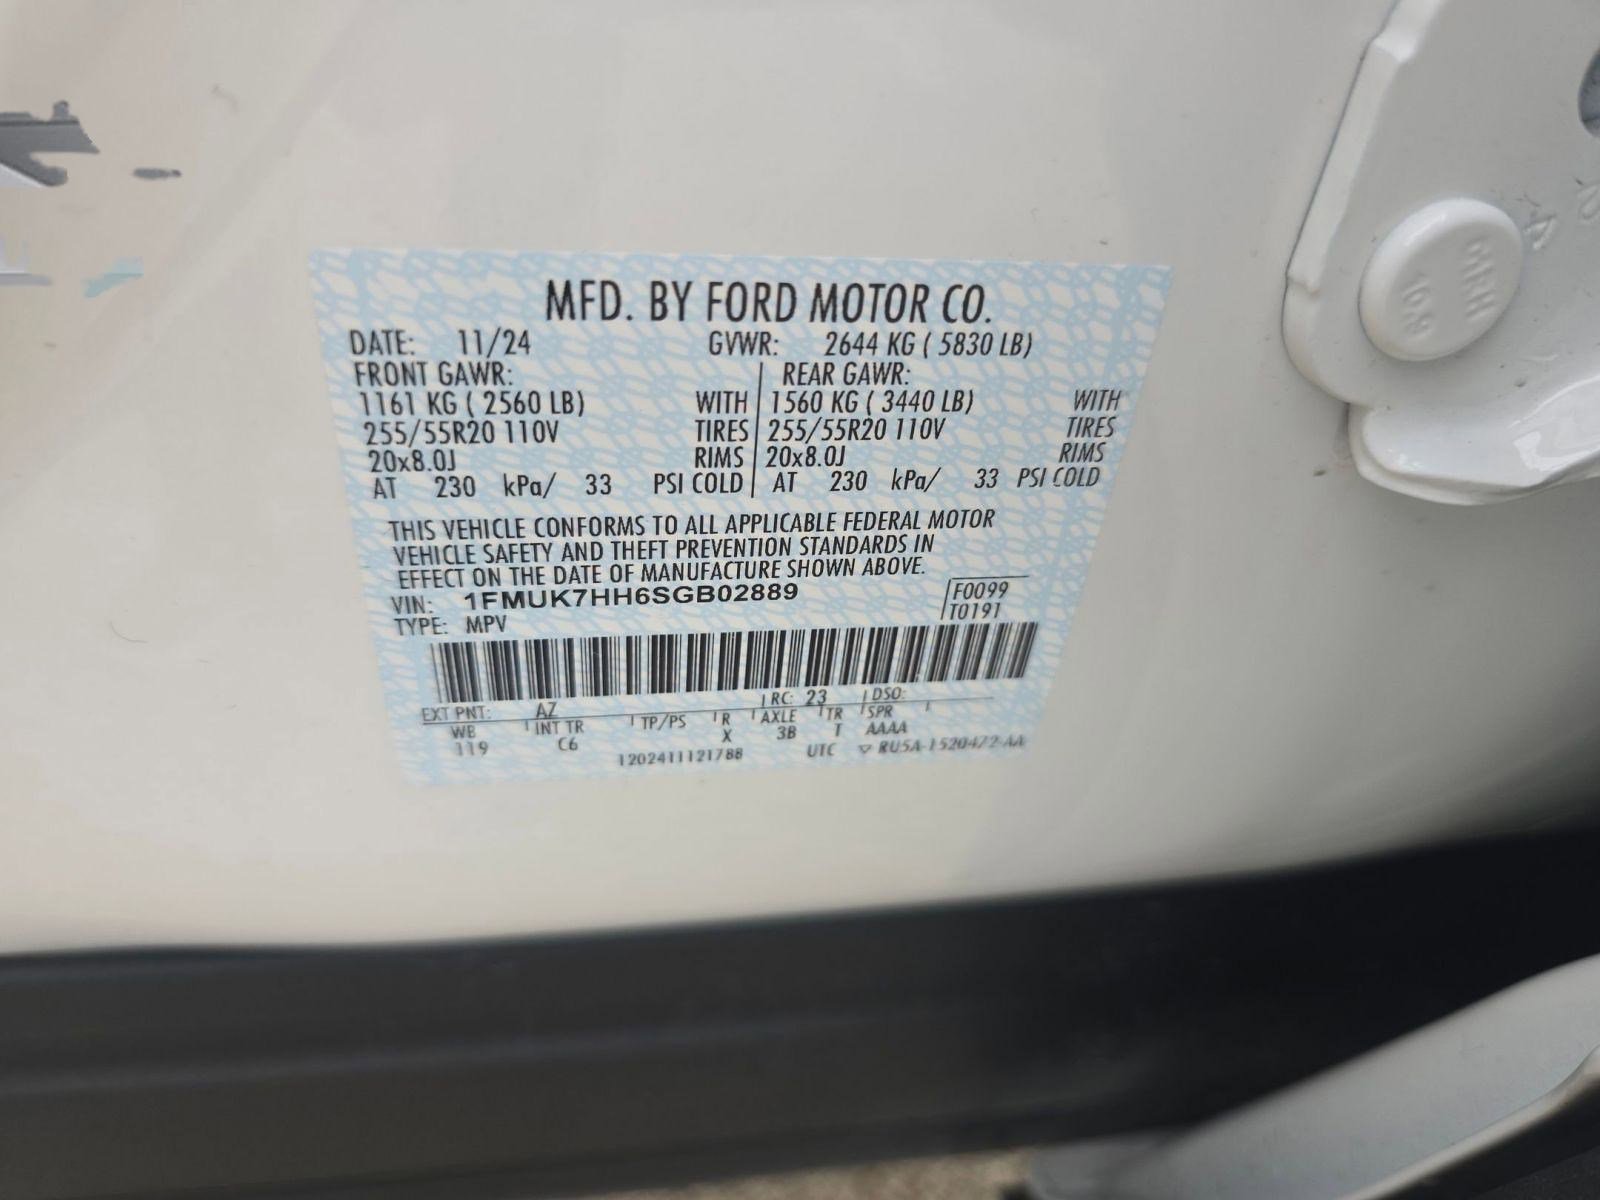 MFD. BY FORD MOTOR CO.
DATE: 11/24 GVWR: 2644 KG ( 5830 LB)
FRONT GAWR: REAR GAWR:
1161 KG ( 2560 LB) WITH 1560 KG ( 3440 LB) WITH
255/55R20 110V TIRES 255/55R20 110V TIRES
20x8.0J RIMS 20x8.0J RIMS
AT 230 kPa/ 33 PSI COLD AT 230 kPa/ 33 PSI COLD
THIS VEHICLE CONFORMS TO ALL APPLICABLE FEDERAL MOTOR
VEHICLE SAFETY AND THEFT PREVENTION STANDARDS IN
EFFECT ON THE DATE OF MANUFACTURE SHOWN ABOVE.
VIN: 1FMUK7HH6SGB02889 F0099
TYPE: MPV T0191
EXT PNT: AZ RC: 23 DSO:
WB INT TR TP/PS R AXLE TR SPR
119 C6 X 3B T AAAA
1202411121788 UTC ▽ RU5A-1520472-AA
10.9